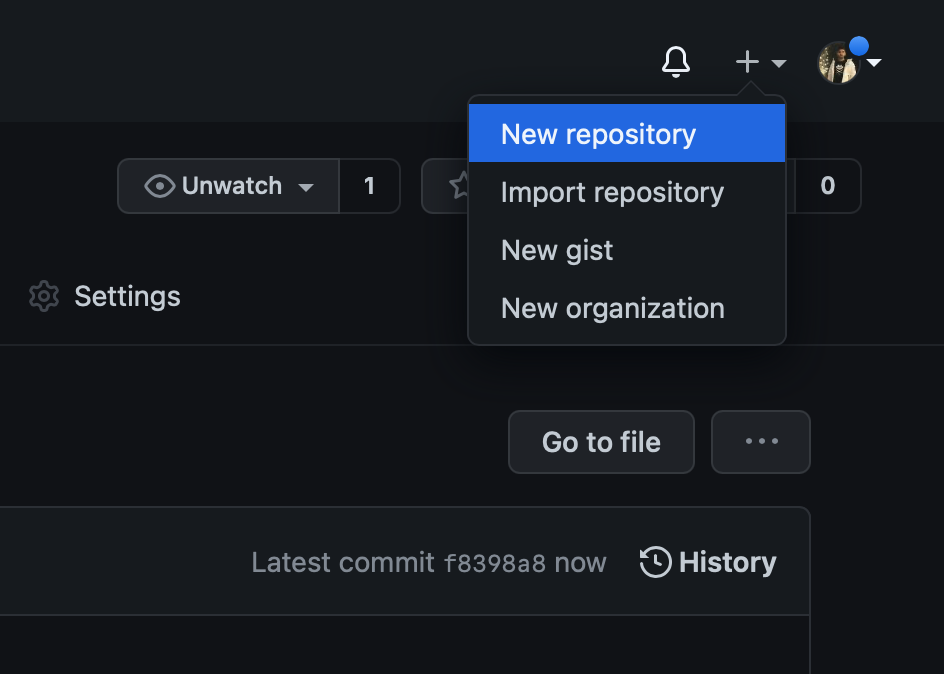 New repository
Unwatch 1 0
Import repository
New gist
Settings
New organization
Go to file
Latest commit f8398a8 now History